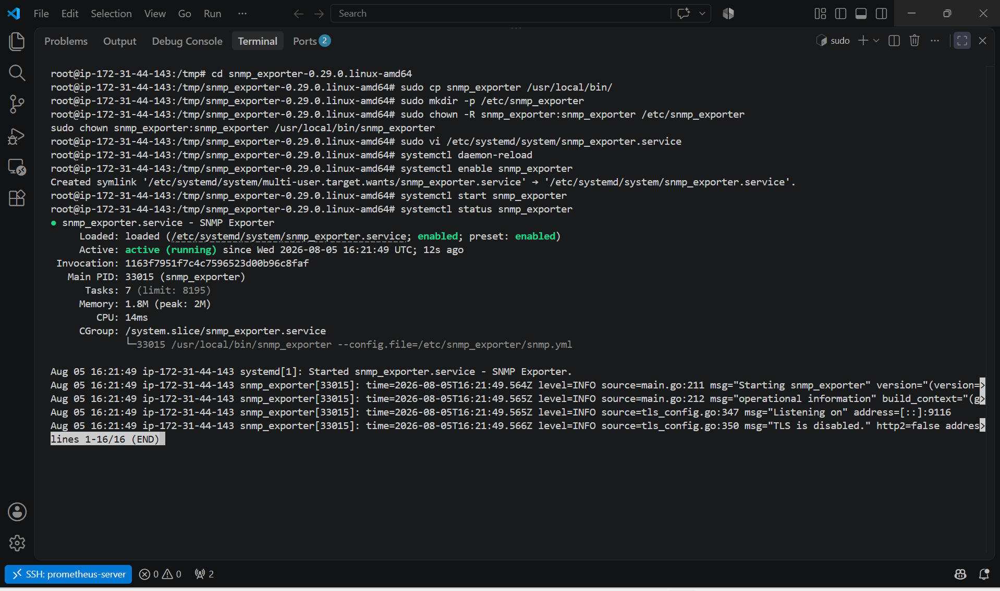 File Edit Selection View Go Run ··· Search
Problems Output Debug Console Terminal Ports 2 sudo
root@ip-172-31-44-143:/tmp# cd snmp_exporter-0.29.0.linux-amd64
root@ip-172-31-44-143:/tmp/snmp_exporter-0.29.0.linux-amd64# sudo cp snmp_exporter /usr/local/bin/
root@ip-172-31-44-143:/tmp/snmp_exporter-0.29.0.linux-amd64# sudo mkdir -p /etc/snmp_exporter
root@ip-172-31-44-143:/tmp/snmp_exporter-0.29.0.linux-amd64# sudo chown -R snmp_exporter:snmp_exporter /etc/snmp_exporter
sudo chown snmp_exporter:snmp_exporter /usr/local/bin/snmp_exporter
root@ip-172-31-44-143:/tmp/snmp_exporter-0.29.0.linux-amd64# sudo vi /etc/systemd/system/snmp_exporter.service
root@ip-172-31-44-143:/tmp/snmp_exporter-0.29.0.linux-amd64# systemctl daemon-reload
root@ip-172-31-44-143:/tmp/snmp_exporter-0.29.0.linux-amd64# systemctl enable snmp_exporter
Created symlink '/etc/systemd/system/multi-user.target.wants/snmp_exporter.service' → '/etc/systemd/system/snmp_exporter.service'.
root@ip-172-31-44-143:/tmp/snmp_exporter-0.29.0.linux-amd64# systemctl start snmp_exporter
root@ip-172-31-44-143:/tmp/snmp_exporter-0.29.0.linux-amd64# systemctl status snmp_exporter
● snmp_exporter.service - SNMP Exporter
Loaded: loaded (/etc/systemd/system/snmp_exporter.service; enabled; preset: enabled)
Active: active (running) since Wed 2026-08-05 16:21:49 UTC; 12s ago
Invocation: 1163f7951f7c4c7596523d00b96c8faf
Main PID: 33015 (snmp_exporter)
Tasks: 7 (limit: 8195)
Memory: 1.8M (peak: 2M)
CPU: 14ms
CGroup: /system.slice/snmp_exporter.service
└─33015 /usr/local/bin/snmp_exporter --config.file=/etc/snmp_exporter/snmp.yml
Aug 05 16:21:49 ip-172-31-44-143 systemd[1]: Started snmp_exporter.service - SNMP Exporter.
Aug 05 16:21:49 ip-172-31-44-143 snmp_exporter[33015]: time=2026-08-05T16:21:49.564Z level=INFO source=main.go:211 msg="Starting snmp_exporter" version="(version=>
Aug 05 16:21:49 ip-172-31-44-143 snmp_exporter[33015]: time=2026-08-05T16:21:49.565Z level=INFO source=main.go:212 msg="operational information" build_context="(g>
Aug 05 16:21:49 ip-172-31-44-143 snmp_exporter[33015]: time=2026-08-05T16:21:49.565Z level=INFO source=tls_config.go:347 msg="Listening on" address=[::]:9116
Aug 05 16:21:49 ip-172-31-44-143 snmp_exporter[33015]: time=2026-08-05T16:21:49.566Z level=INFO source=tls_config.go:350 msg="TLS is disabled." http2=false addres>
lines 1-16/16 (END)
SSH: prometheus-server 0 0 2